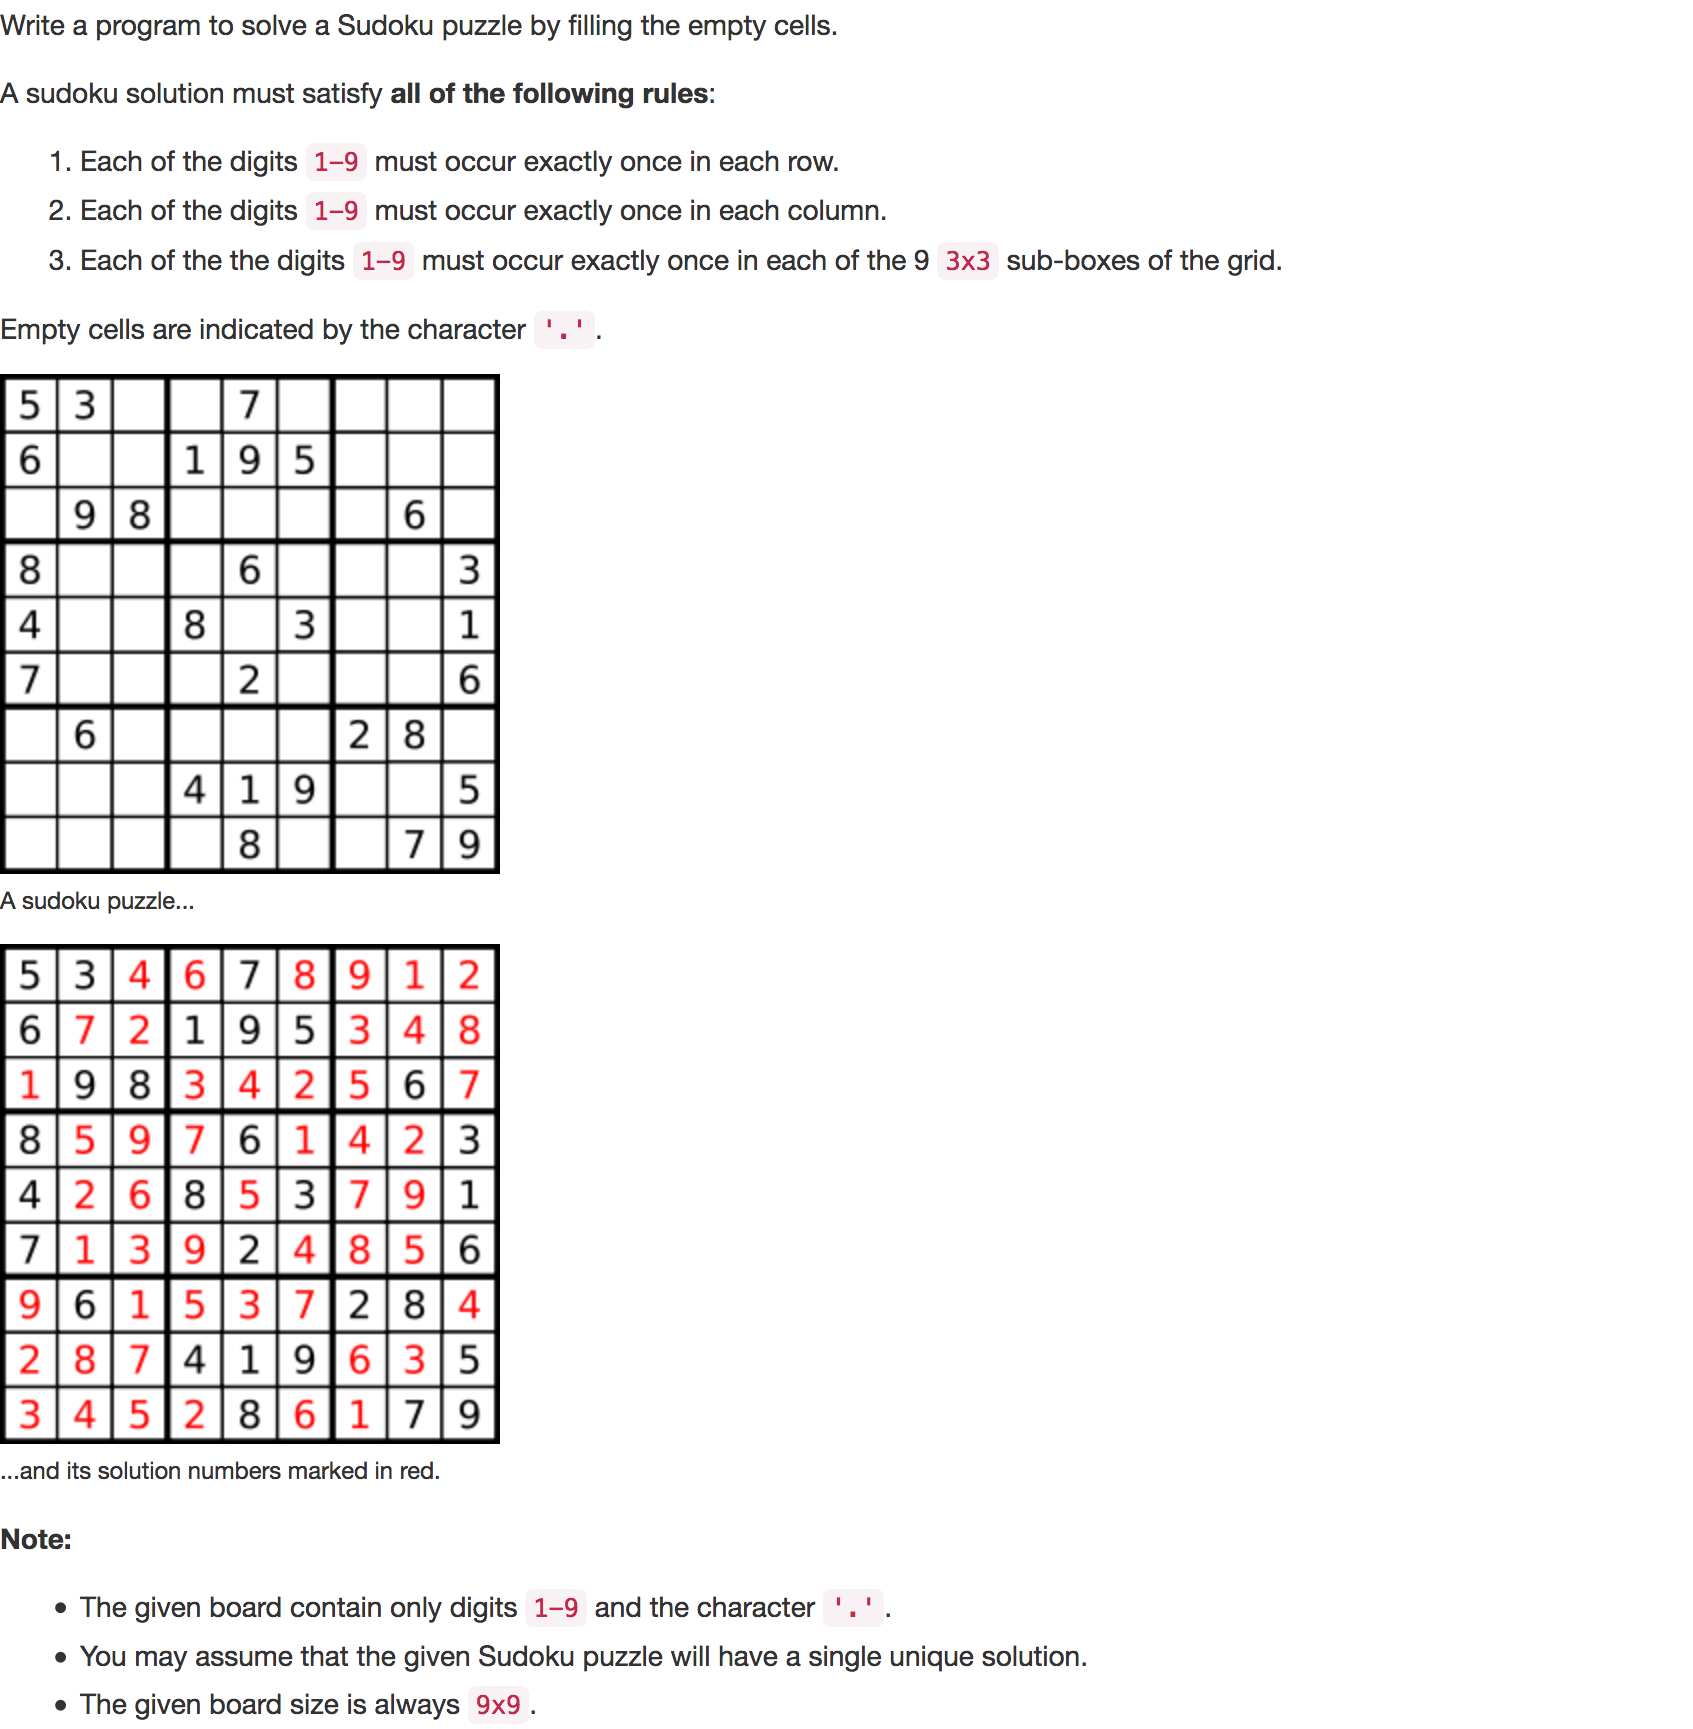 Write a program to solve a Sudoku puzzle by filling the empty cells.
A sudoku solution must satisfy all of the following rules:
1. Each of the digits 1-9 must occur exactly once in each row.
2. Each of the digits 1-9 must occur exactly once in each column.
3. Each of the the digits 1-9 must occur exactly once in each of the 9 3x3 sub-boxes of the grid.
Empty cells are indicated by the character '.'.
5 3 7
6 1 9 5
9 8 6
8 6 3
4 8 3 1
7 2 6
6 2 8
4 1 9 5
8 7 9
A sudoku puzzle...
5 3 4 6 7 8 9 1 2
6 7 2 1 9 5 3 4 8
1 9 8 3 4 2 5 6 7
8 5 9 7 6 1 4 2 3
4 2 6 8 5 3 7 9 1
7 1 3 9 2 4 8 5 6
9 6 1 5 3 7 2 8 4
2 8 7 4 1 9 6 3 5
3 4 5 2 8 6 1 7 9
...and its solution numbers marked in red.
Note:
• The given board contain only digits 1-9 and the character '.'.
• You may assume that the given Sudoku puzzle will have a single unique solution.
• The given board size is always 9x9.